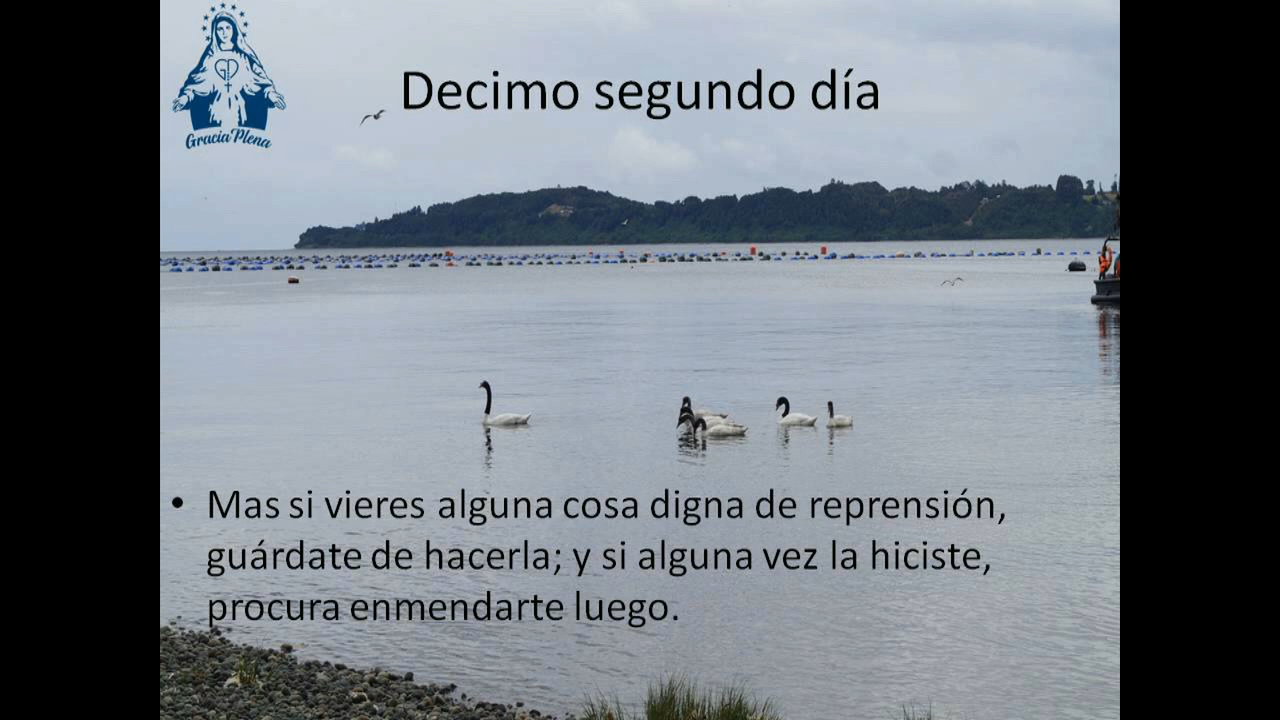 Gracia Plena
Decimo segundo día
• Mas si vieres alguna cosa digna de reprensión,
guárdate de hacerla; y si alguna vez la hiciste,
procura enmendarte luego.